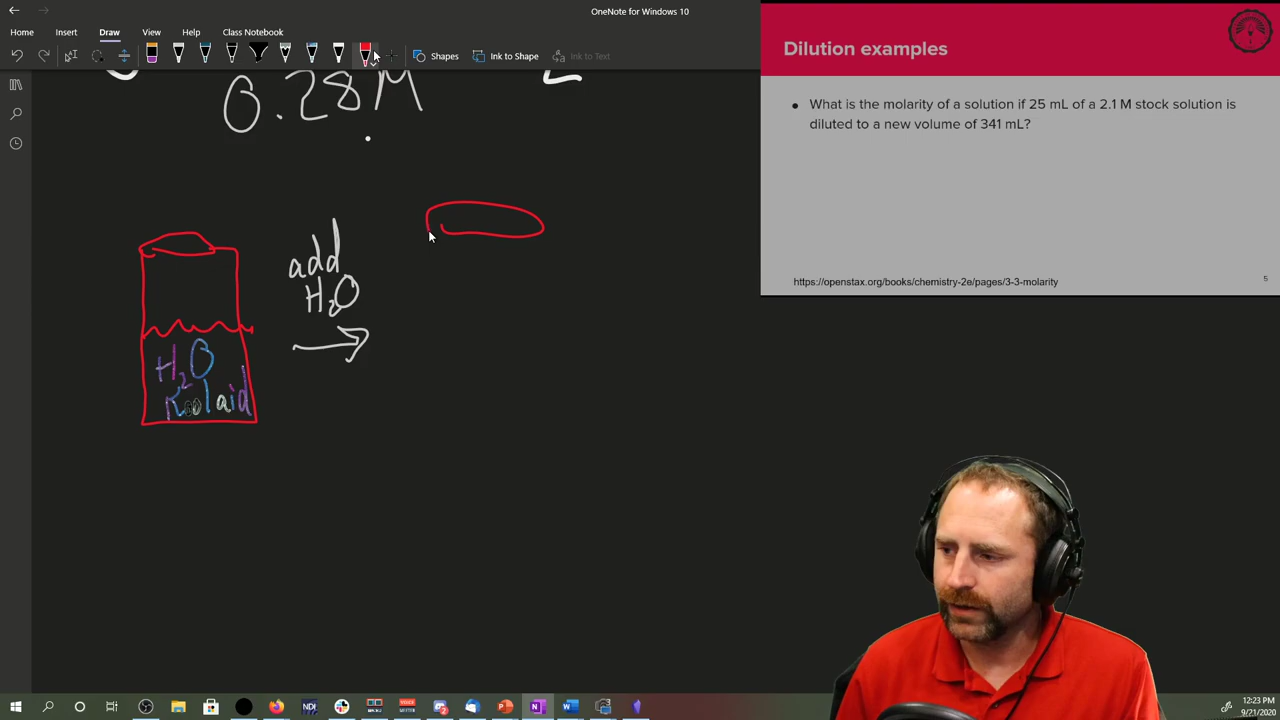 OneNote for Windows 10
Home Insert Draw View Help Class Notebook
Shapes Ink to Shape Ink to Text
0.28M
add
H2O
H2O
Koolaid
Dilution examples
• What is the molarity of a solution if 25 mL of a 2.1 M stock solution is
diluted to a new volume of 341 mL?
https://openstax.org/books/chemistry-2e/pages/3-3-molarity
5
12:23 PM
9/21/2020